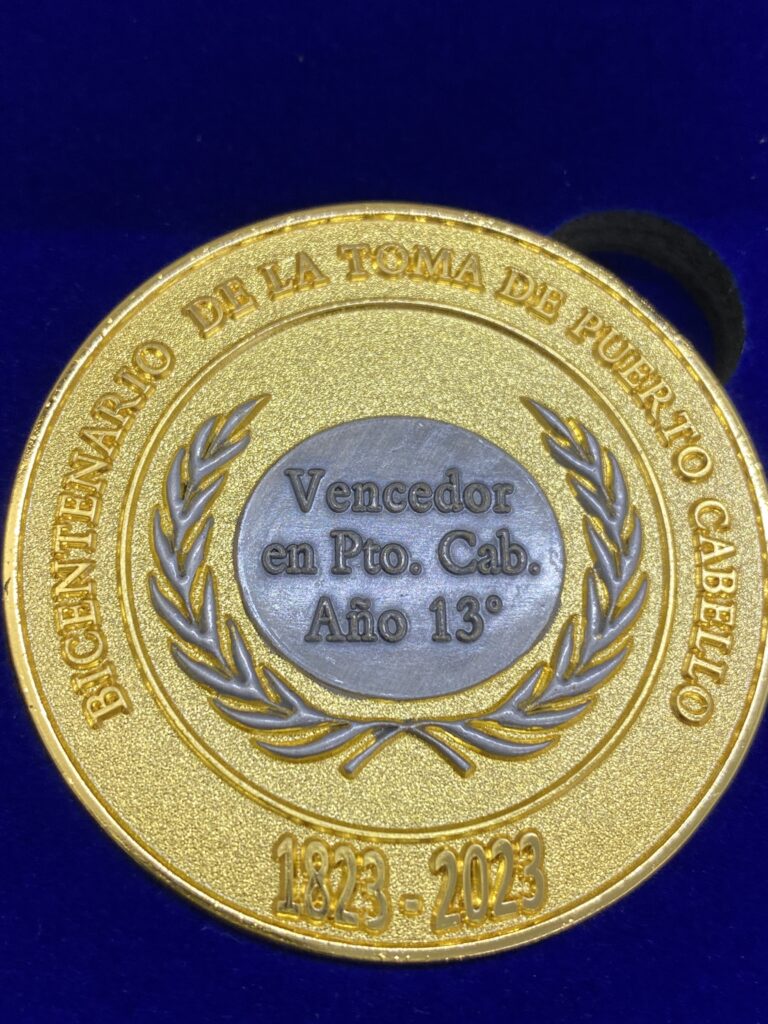 BICENTENARIO DE LA TOMA DE PUERTO CABELLO
Vencedor
en Pto. Cab.
Año 13°
1823 - 2023